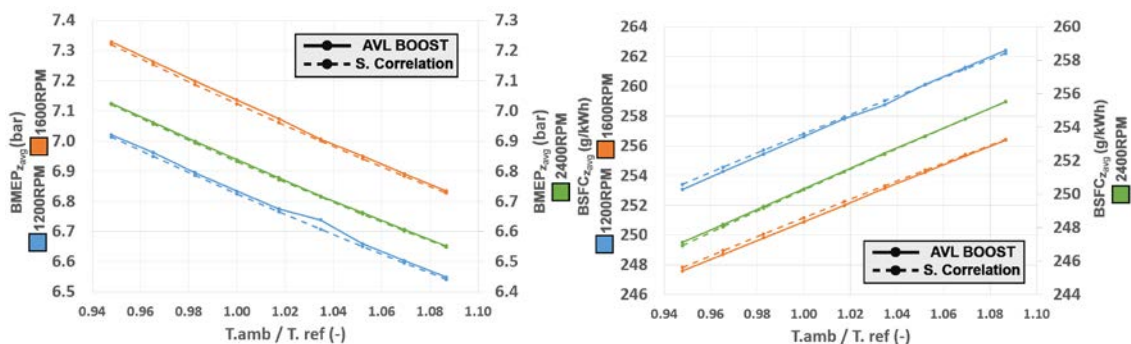 7.4
7.3
7.2
7.1
7.0
6.9
6.8
6.7
6.6
6.5
BMEPzavg (bar)
1200RPM
1600RPM
AVL BOOST
S. Correlation
7.3
7.2
7.1
7.0
6.9
6.8
6.7
6.6
6.5
6.4
BMEPzavg (bar)
2400RPM
0.94 0.96 0.98 1.00 1.02 1.04 1.06 1.08 1.10
T.amb / T. ref (-)
264
262
260
258
256
254
252
250
248
246
BSFCzavg (g/kWh)
1200RPM
1600RPM
AVL BOOST
S. Correlation
260
258
256
254
252
250
248
246
244
BSFCzavg (g/kWh)
2400RPM
0.94 0.96 0.98 1.00 1.02 1.04 1.06 1.08 1.10
T.amb / T. ref (-)